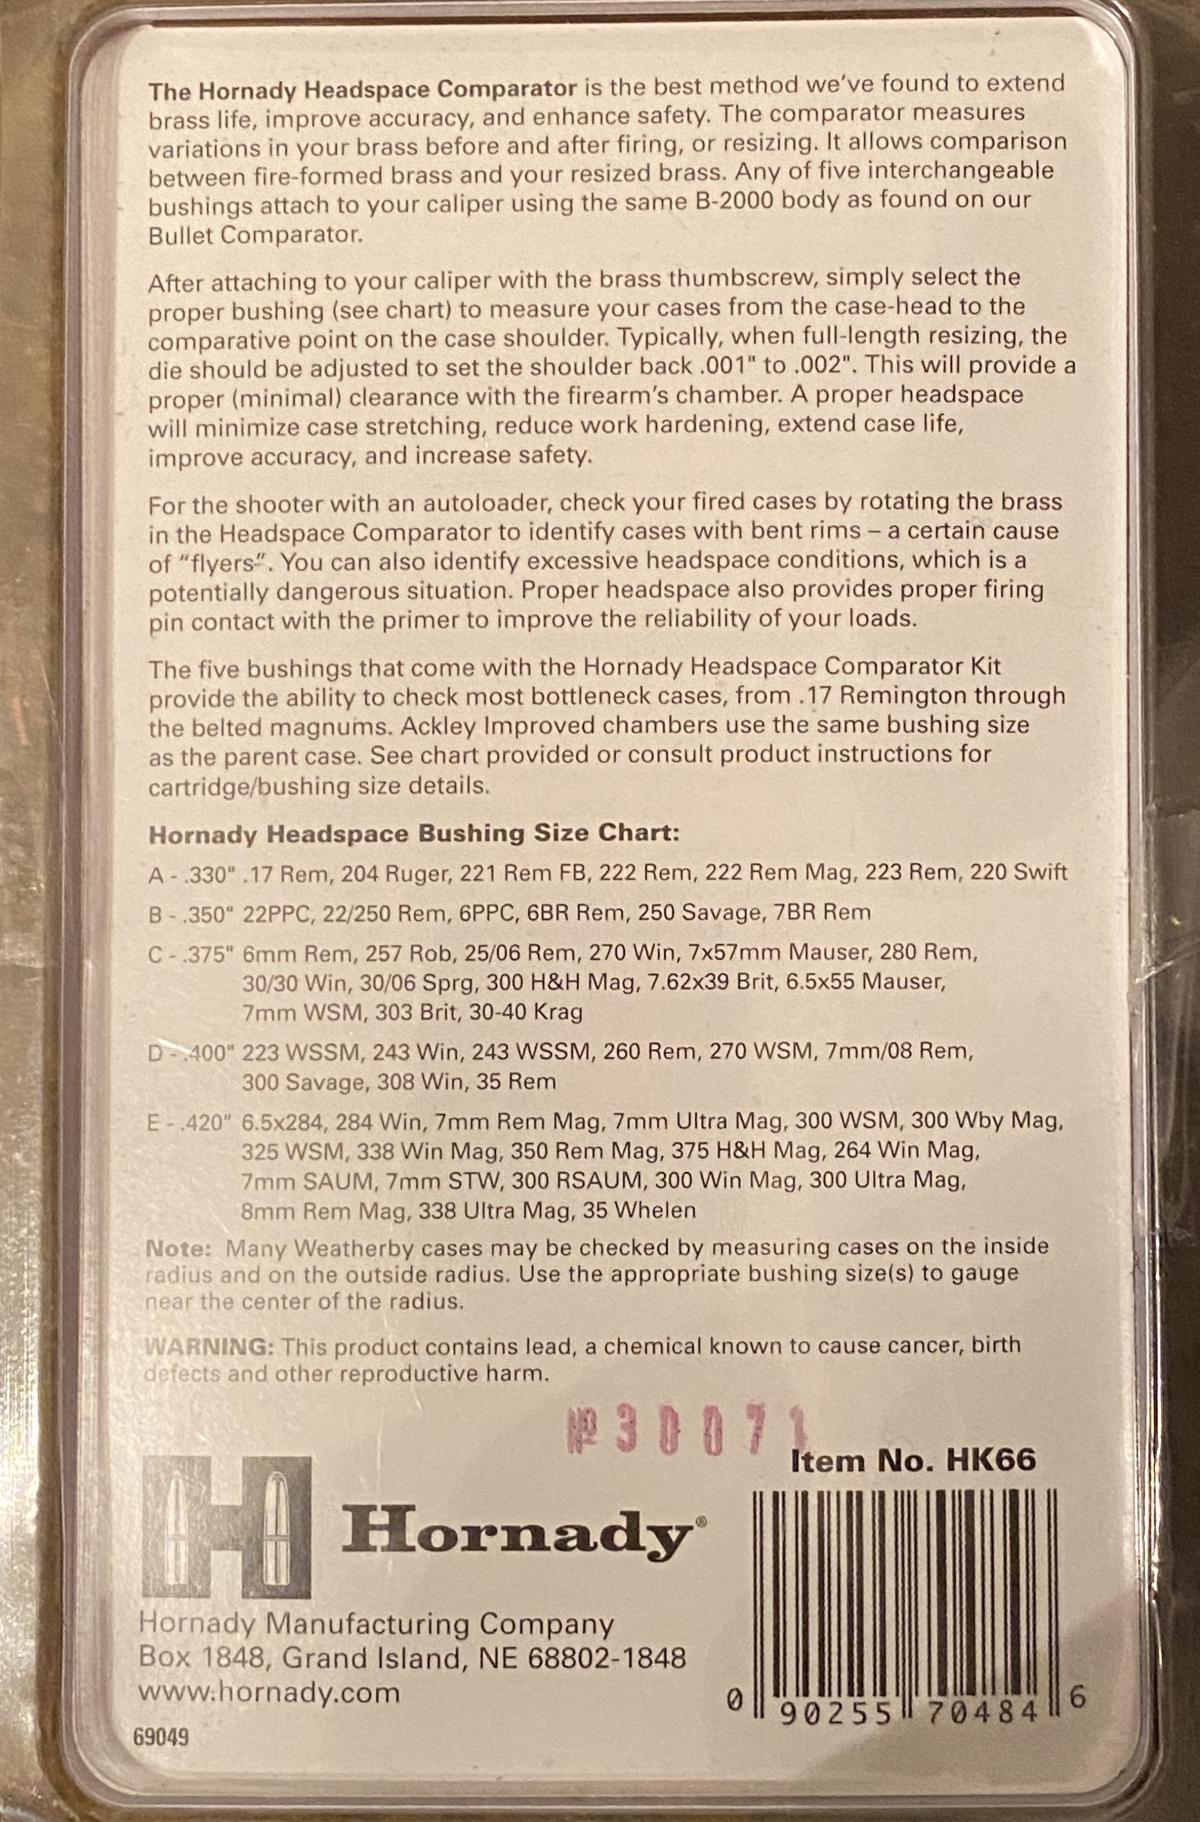 The Hornady Headspace Comparator is the best method we've found to extend
brass life, improve accuracy, and enhance safety. The comparator measures
variations in your brass before and after firing, or resizing. It allows comparison
between fire-formed brass and your resized brass. Any of five interchangeable
bushings attach to your caliper using the same B-2000 body as found on our
Bullet Comparator.
After attaching to your caliper with the brass thumbscrew, simply select the
proper bushing (see chart) to measure your cases from the case-head to the
comparative point on the case shoulder. Typically, when full-length resizing, the
die should be adjusted to set the shoulder back .001" to .002". This will provide a
proper (minimal) clearance with the firearm's chamber. A proper headspace
will minimize case stretching, reduce work hardening, extend case life,
improve accuracy, and increase safety.
For the shooter with an autoloader, check your fired cases by rotating the brass
in the Headspace Comparator to identify cases with bent rims – a certain cause
of "flyers". You can also identify excessive headspace conditions, which is a
potentially dangerous situation. Proper headspace also provides proper firing
pin contact with the primer to improve the reliability of your loads.
The five bushings that come with the Hornady Headspace Comparator Kit
provide the ability to check most bottleneck cases, from .17 Remington through
the belted magnums. Ackley Improved chambers use the same bushing size
as the parent case. See chart provided or consult product instructions for
cartridge/bushing size details.
Hornady Headspace Bushing Size Chart:
A - .330" .17 Rem, 204 Ruger, 221 Rem FB, 222 Rem, 222 Rem Mag, 223 Rem, 220 Swift
B - .350" 22PPC, 22/250 Rem, 6PPC, 6BR Rem, 250 Savage, 7BR Rem
C - .375" 6mm Rem, 257 Rob, 25/06 Rem, 270 Win, 7x57mm Mauser, 280 Rem,
30/30 Win, 30/06 Sprg, 300 H&H Mag, 7.62x39 Brit, 6.5x55 Mauser,
7mm WSM, 303 Brit, 30-40 Krag
D - .400" 223 WSSM, 243 Win, 243 WSSM, 260 Rem, 270 WSM, 7mm/08 Rem,
300 Savage, 308 Win, 35 Rem
E - .420" 6.5x284, 284 Win, 7mm Rem Mag, 7mm Ultra Mag, 300 WSM, 300 Wby Mag,
325 WSM, 338 Win Mag, 350 Rem Mag, 375 H&H Mag, 264 Win Mag,
7mm SAUM, 7mm STW, 300 RSAUM, 300 Win Mag, 300 Ultra Mag,
8mm Rem Mag, 338 Ultra Mag, 35 Whelen
Note: Many Weatherby cases may be checked by measuring cases on the inside
radius and on the outside radius. Use the appropriate bushing size(s) to gauge
near the center of the radius.
WARNING: This product contains lead, a chemical known to cause cancer, birth
defects and other reproductive harm.
№ 30071
Item No. HK66
Hornady®
Hornady Manufacturing Company
Box 1848, Grand Island, NE 68802-1848
www.hornady.com
0 90255 70484 6
69049